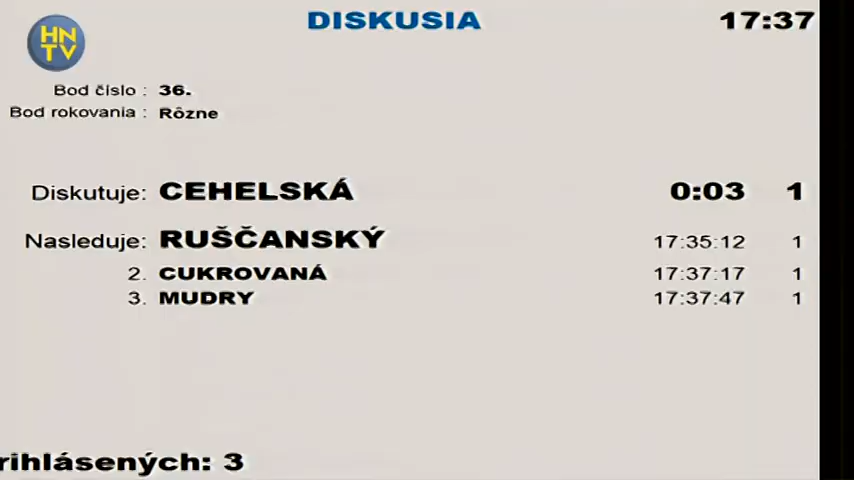 HN TV
DISKUSIA 17:37
Bod číslo : 36.
Bod rokovania : Rôzne
Diskutuje: CEHELSKÁ 0:03 1
Nasleduje: RUŠČANSKÝ 17:35:12 1
2. CUKROVANÁ 17:37:17 1
3. MUDRY 17:37:47 1
rihlásených: 3